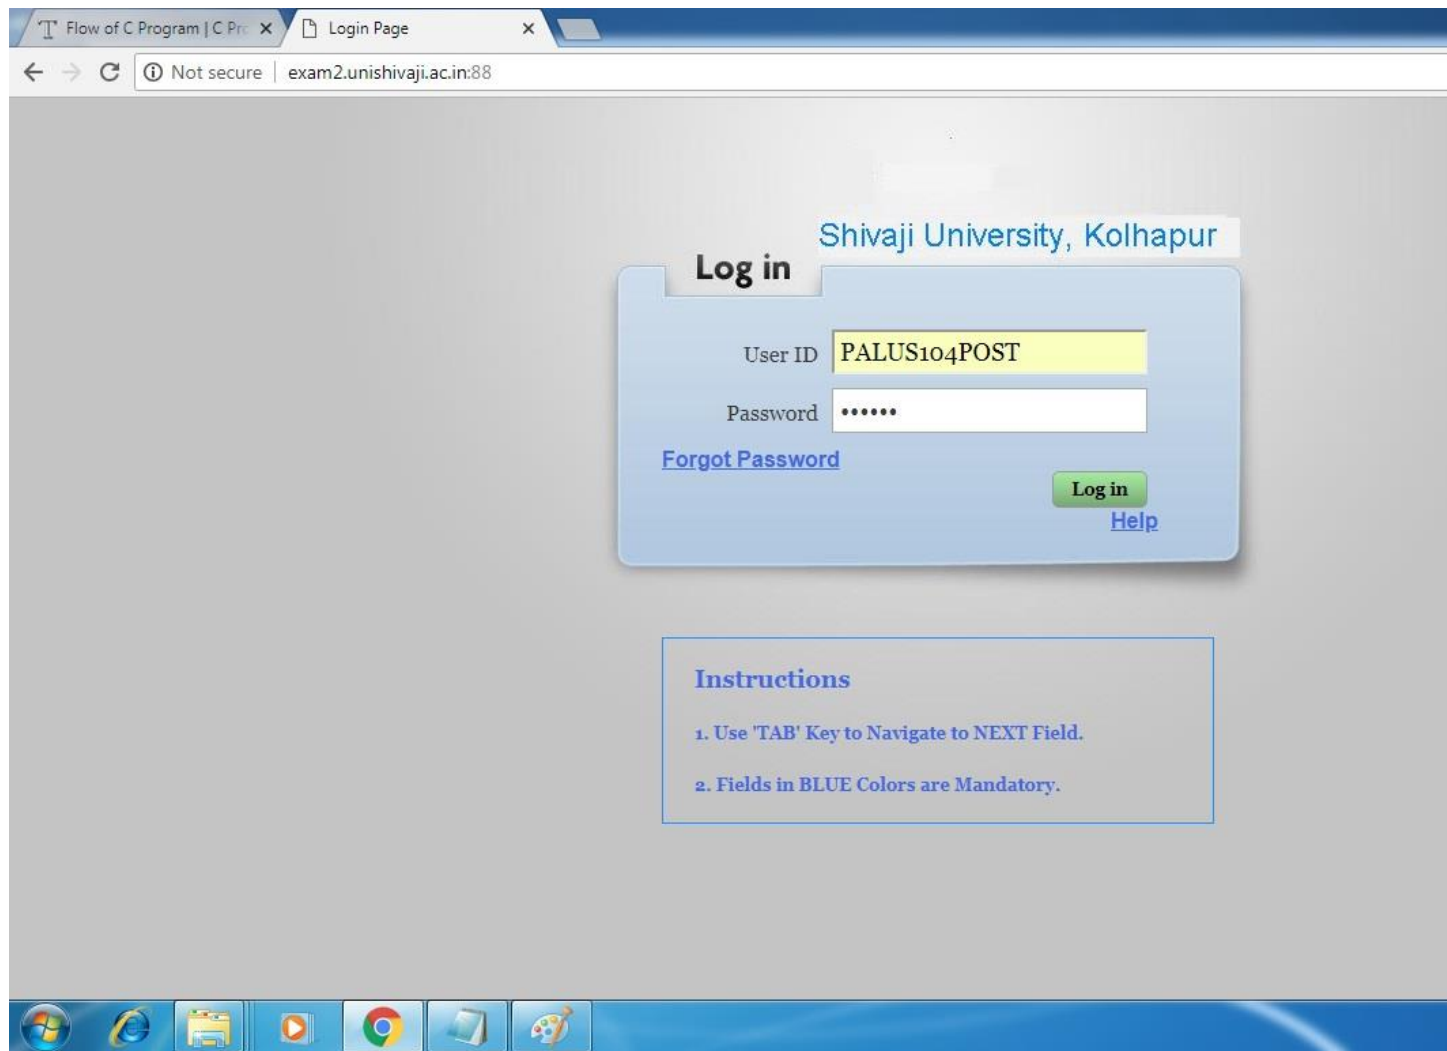 T Flow of C Program | C Pro
Login Page
Not secure | exam2.unishivaji.ac.in:88
Shivaji University, Kolhapur
Log in
User ID PALUS104POST
Password ••••••
Forgot Password
Log in
Help
Instructions
1. Use 'TAB' Key to Navigate to NEXT Field.
2. Fields in BLUE Colors are Mandatory.